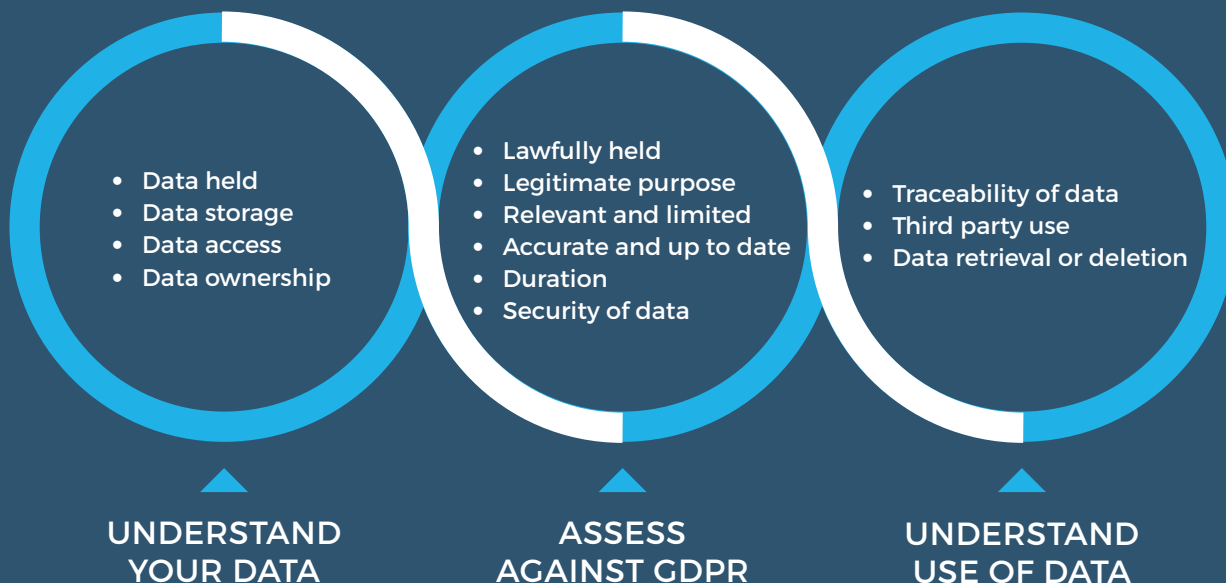 • Data held
• Data storage
• Data access
• Data ownership
• Lawfully held
• Legitimate purpose
• Relevant and limited
• Accurate and up to date
• Duration
• Security of data
• Traceability of data
• Third party use
• Data retrieval or deletion
UNDERSTAND
YOUR DATA
ASSESS
AGAINST GDPR
UNDERSTAND
USE OF DATA